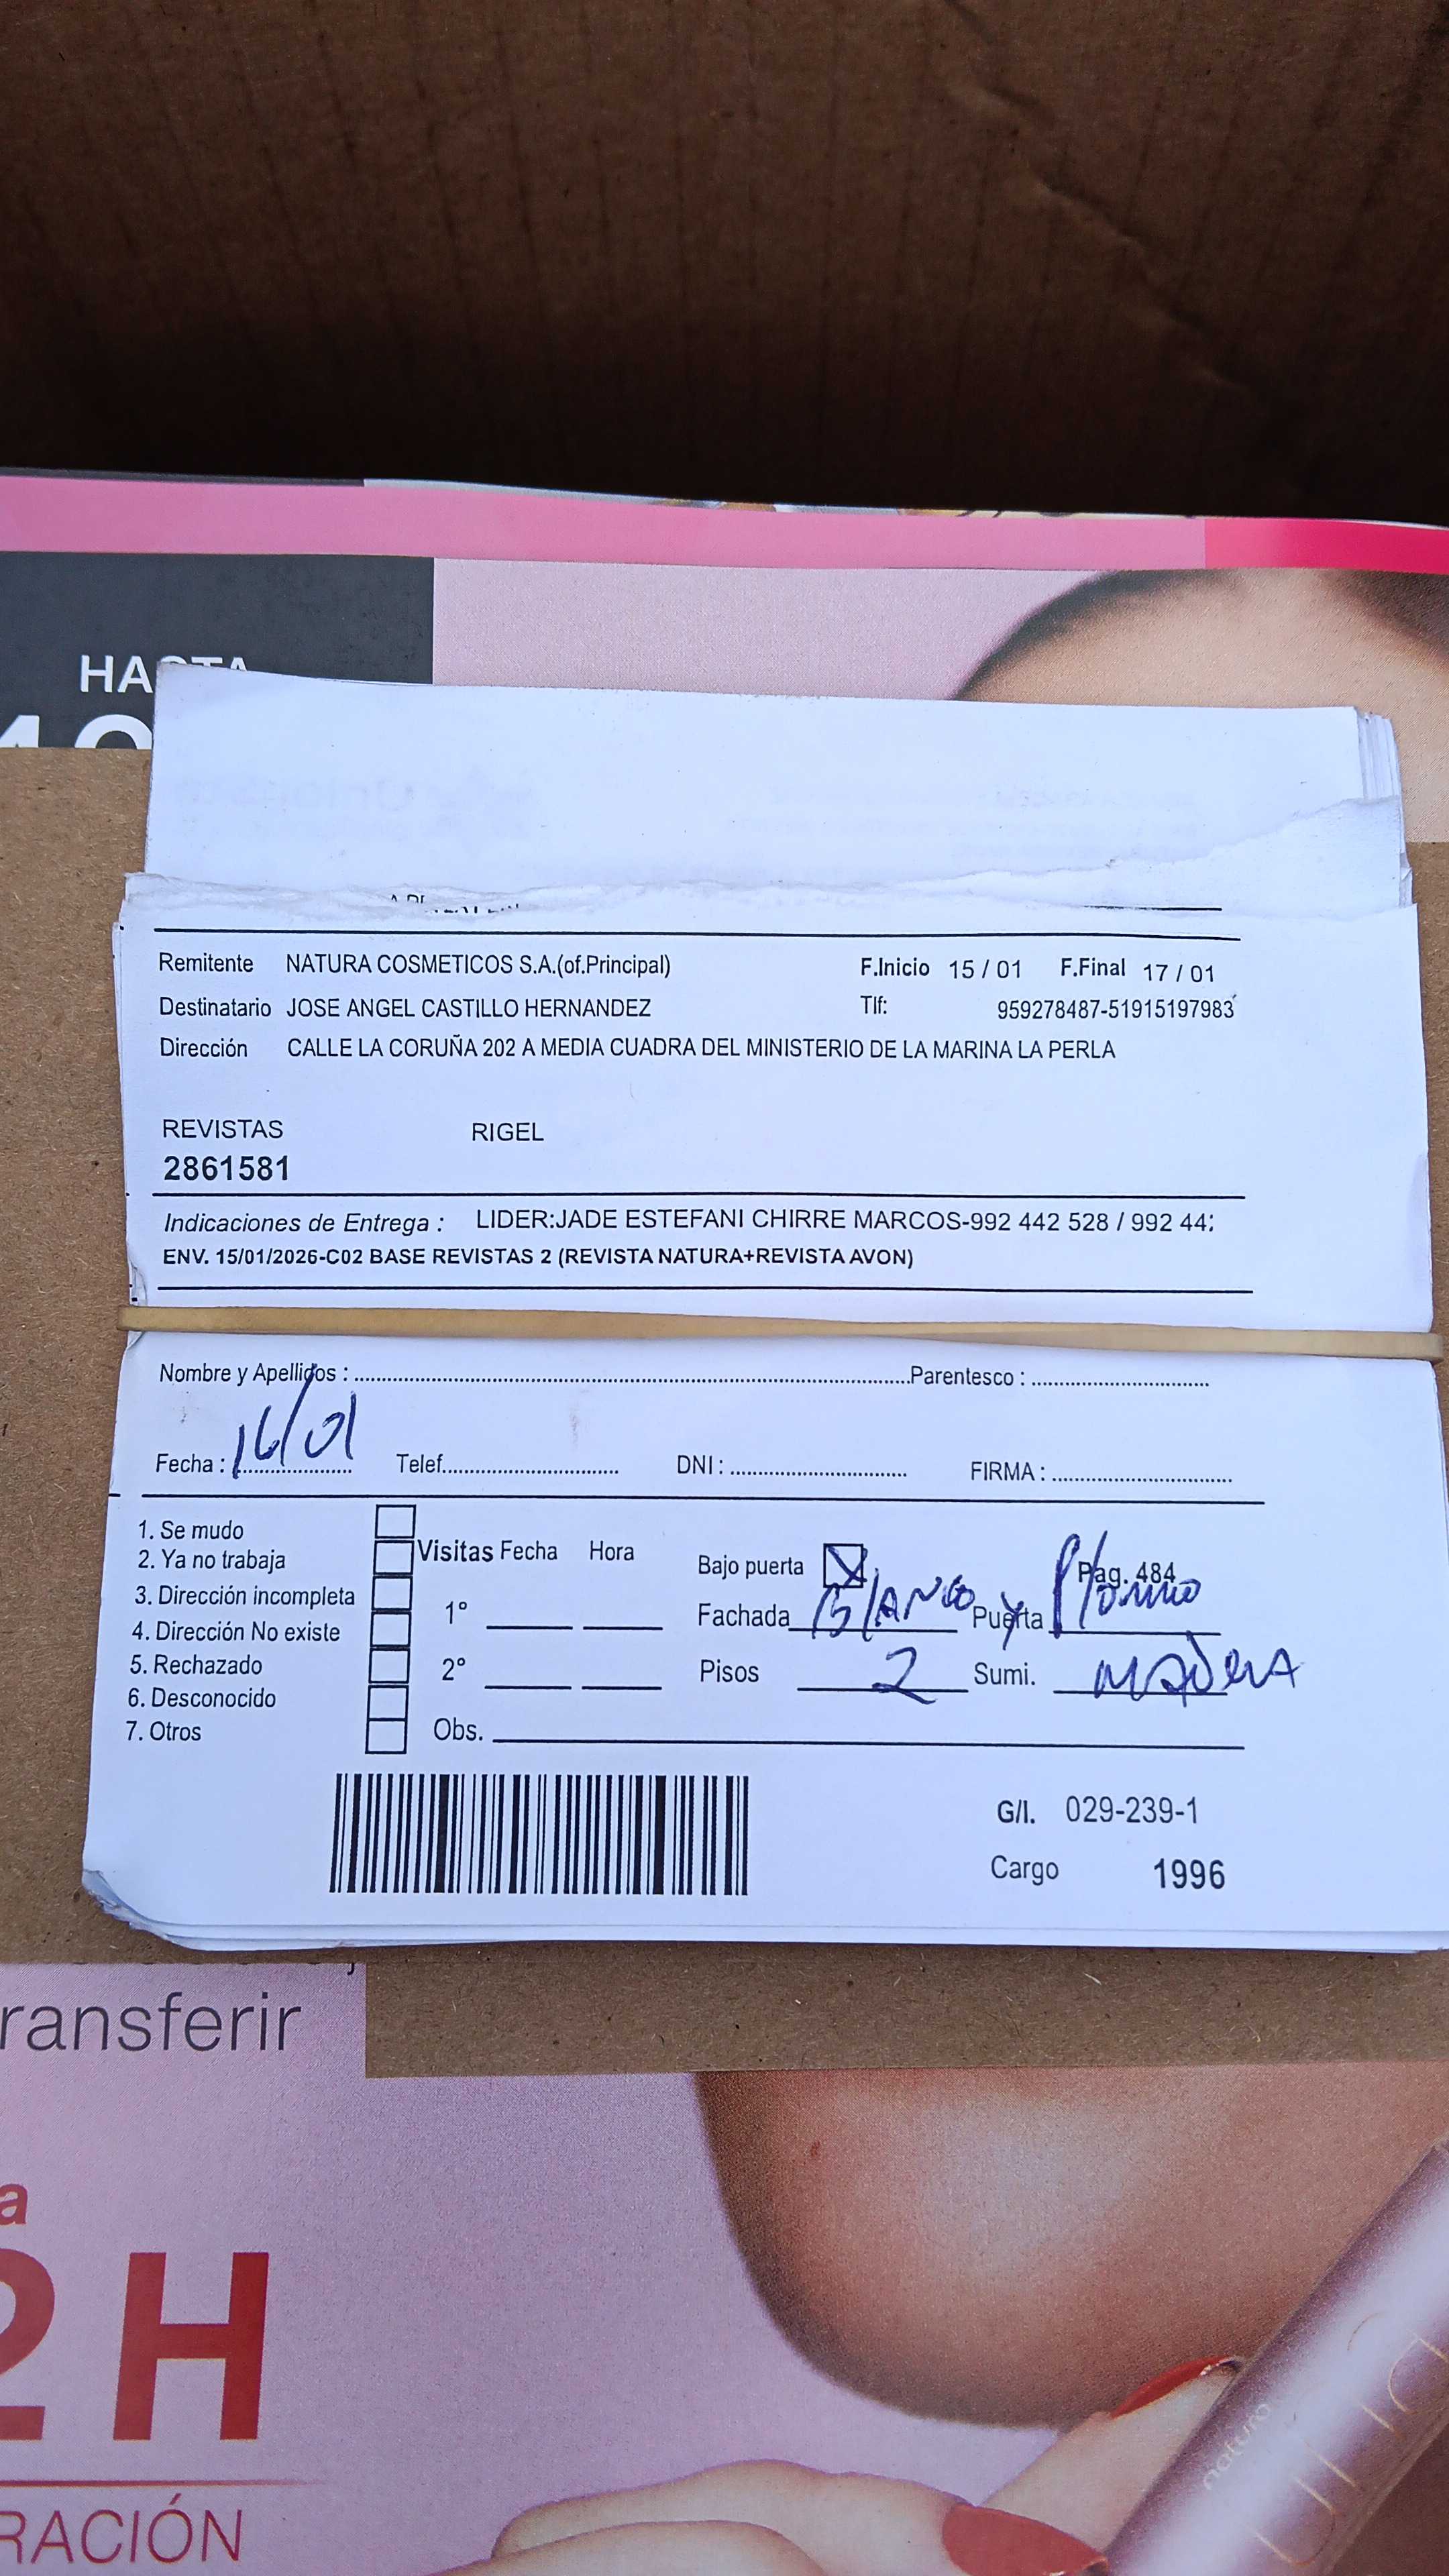 HASTA
Remitente NATURA COSMETICOS S.A.(of.Principal) F.Inicio 15 / 01 F.Final 17 / 01
Destinatario JOSE ANGEL CASTILLO HERNANDEZ Tlf: 959278487-51915197983
Dirección CALLE LA CORUÑA 202 A MEDIA CUADRA DEL MINISTERIO DE LA MARINA LA PERLA
REVISTAS RIGEL
2861581
Indicaciones de Entrega : LIDER:JADE ESTEFANI CHIRRE MARCOS-992 442 528 / 992 44
ENV. 15/01/2026-C02 BASE REVISTAS 2 (REVISTA NATURA+REVISTA AVON)
Nombre y Apellidos : Parentesco :
Fecha : 16/01 Telef. DNI : FIRMA :
1. Se mudo
2. Ya no trabaja
3. Dirección incompleta
4. Dirección No existe
5. Rechazado
6. Desconocido
7. Otros
Visitas Fecha Hora
1°
2°
Obs.
Bajo puerta X Pag. 484
Fachada BlANCO y Puerta Plomo
Pisos 2 Sumi. MADERA
G/I. 029-239-1
Cargo 1996
ransferir
a
2 H
RACIÓN
natura